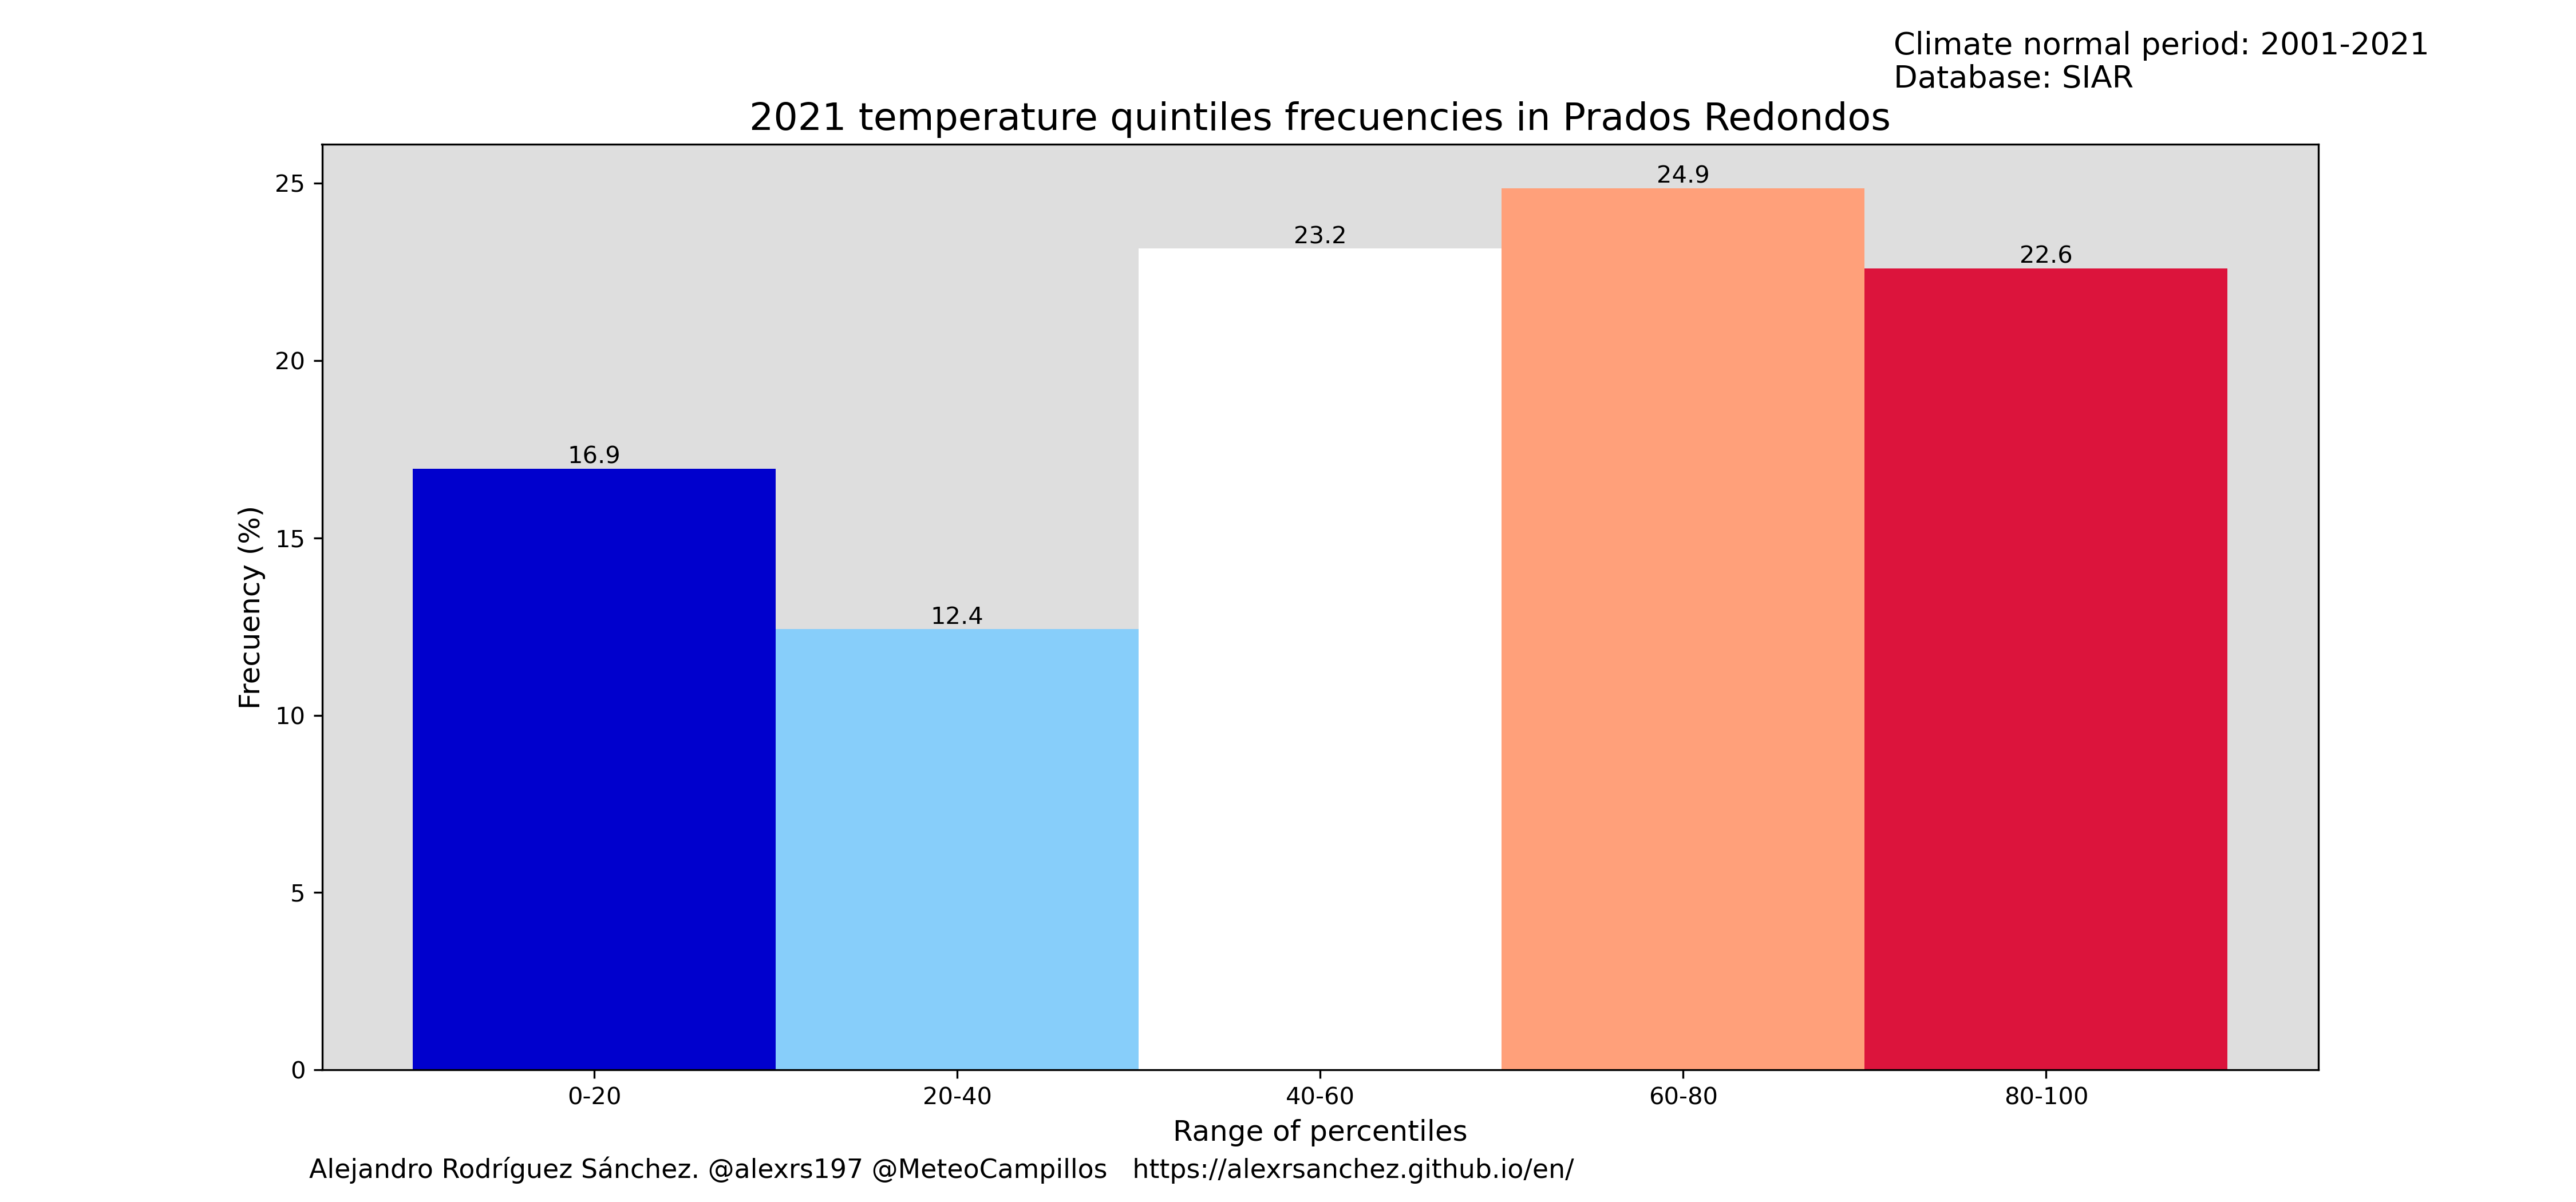 Climate normal period: 2001-2021
Database: SIAR
2021 temperature quintiles frecuencies in Prados Redondos
25
20
15
10
5
0
Frecuency (%)
16.9
12.4
23.2
24.9
22.6
0-20
20-40
40-60
60-80
80-100
Range of percentiles
Alejandro Rodríguez Sánchez. @alexrs197 @MeteoCampillos https://alexrsanchez.github.io/en/